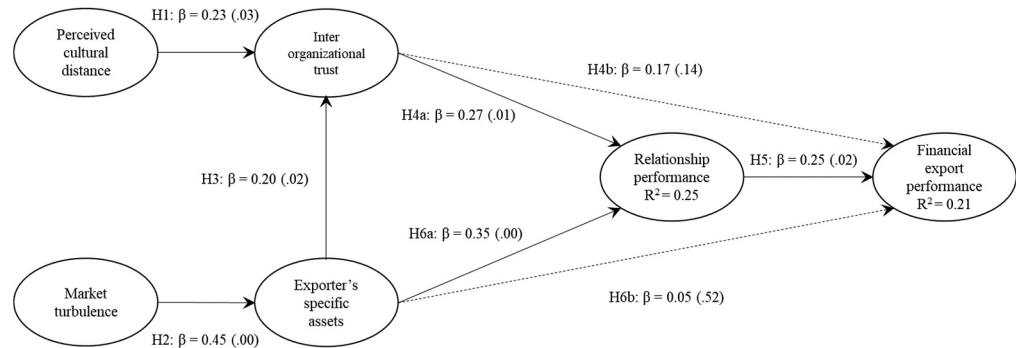 H1: β = 0.23 (.03)
Perceived
cultural
distance
Inter
organizational
trust
H4b: β = 0.17 (.14)
H4a: β = 0.27 (.01)
H3: β = 0.20 (.02)
Relationship
performance
R² = 0.25
H5: β = 0.25 (.02)
Financial
export
performance
R² = 0.21
H6a: β = 0.35 (.00)
Market
turbulence
Exporter’s
specific
assets
H6b: β = 0.05 (.52)
H2: β = 0.45 (.00)